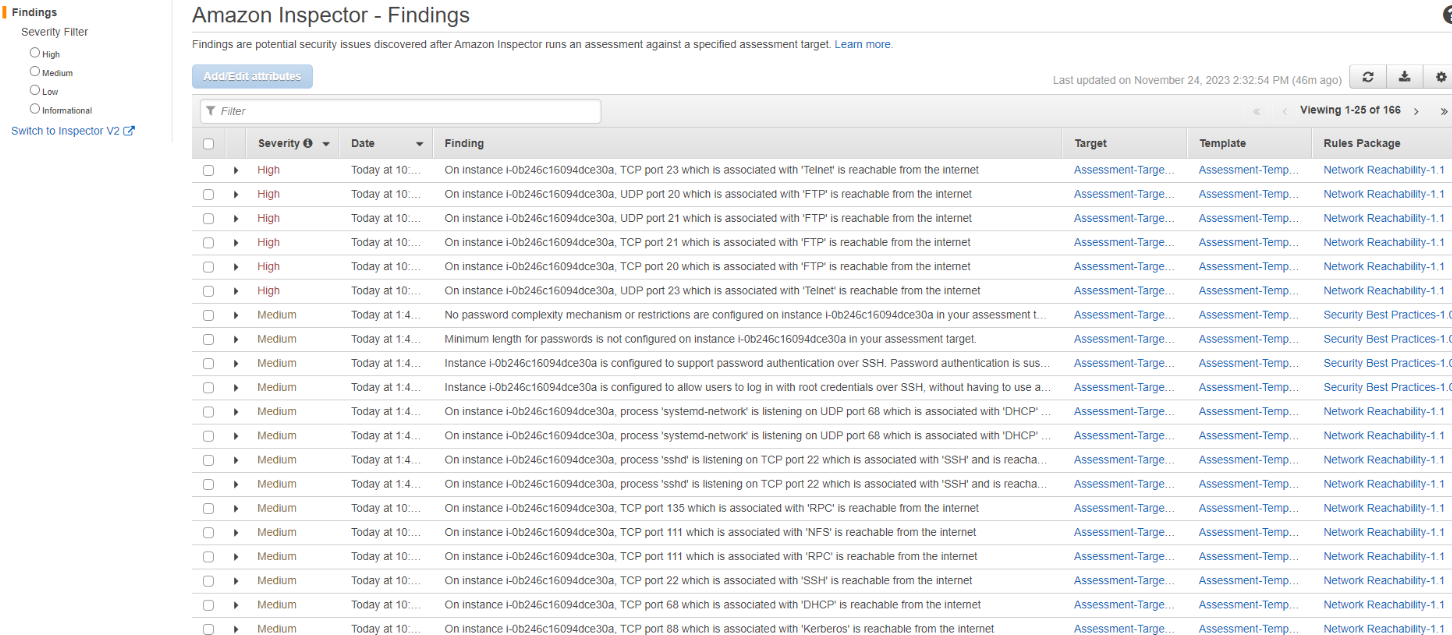 Findings
Severity Filter
High
Medium
Low
Informational
Switch to Inspector V2
Amazon Inspector - Findings
Findings are potential security issues discovered after Amazon Inspector runs an assessment against a specified assessment target. Learn more.
Add/Edit attributes
Last updated on November 24, 2023 2:32:54 PM (46m ago)
Filter
Viewing 1-25 of 166
Severity Date Finding Target Template Rules Package
High Today at 10:... On instance i-0b246c16094dce30a, TCP port 23 which is associated with 'Telnet' is reachable from the internet Assessment-Targe... Assessment-Temp... Network Reachability-1.1
High Today at 10:... On instance i-0b246c16094dce30a, UDP port 20 which is associated with 'FTP' is reachable from the internet Assessment-Targe... Assessment-Temp... Network Reachability-1.1
High Today at 10:... On instance i-0b246c16094dce30a, UDP port 21 which is associated with 'FTP' is reachable from the internet Assessment-Targe... Assessment-Temp... Network Reachability-1.1
High Today at 10:... On instance i-0b246c16094dce30a, TCP port 21 which is associated with 'FTP' is reachable from the internet Assessment-Targe... Assessment-Temp... Network Reachability-1.1
High Today at 10:... On instance i-0b246c16094dce30a, TCP port 20 which is associated with 'FTP' is reachable from the internet Assessment-Targe... Assessment-Temp... Network Reachability-1.1
High Today at 10:... On instance i-0b246c16094dce30a, UDP port 23 which is associated with 'Telnet' is reachable from the internet Assessment-Targe... Assessment-Temp... Network Reachability-1.1
Medium Today at 1:4... No password complexity mechanism or restrictions are configured on instance i-0b246c16094dce30a in your assessment t... Assessment-Targe... Assessment-Temp... Security Best Practices-1.0
Medium Today at 1:4... Minimum length for passwords is not configured on instance i-0b246c16094dce30a in your assessment target. Assessment-Targe... Assessment-Temp... Security Best Practices-1.0
Medium Today at 1:4... Instance i-0b246c16094dce30a is configured to support password authentication over SSH. Password authentication is sus... Assessment-Targe... Assessment-Temp... Security Best Practices-1.0
Medium Today at 1:4... Instance i-0b246c16094dce30a is configured to allow users to log in with root credentials over SSH, without having to use a... Assessment-Targe... Assessment-Temp... Security Best Practices-1.0
Medium Today at 1:4... On instance i-0b246c16094dce30a, process 'systemd-network' is listening on UDP port 68 which is associated with 'DHCP' ... Assessment-Targe... Assessment-Temp... Network Reachability-1.1
Medium Today at 1:4... On instance i-0b246c16094dce30a, process 'systemd-network' is listening on UDP port 68 which is associated with 'DHCP' ... Assessment-Targe... Assessment-Temp... Network Reachability-1.1
Medium Today at 1:4... On instance i-0b246c16094dce30a, process 'sshd' is listening on TCP port 22 which is associated with 'SSH' and is reacha... Assessment-Targe... Assessment-Temp... Network Reachability-1.1
Medium Today at 1:4... On instance i-0b246c16094dce30a, process 'sshd' is listening on TCP port 22 which is associated with 'SSH' and is reacha... Assessment-Targe... Assessment-Temp... Network Reachability-1.1
Medium Today at 10:... On instance i-0b246c16094dce30a, TCP port 135 which is associated with 'RPC' is reachable from the internet Assessment-Targe... Assessment-Temp... Network Reachability-1.1
Medium Today at 10:... On instance i-0b246c16094dce30a, TCP port 111 which is associated with 'NFS' is reachable from the internet Assessment-Targe... Assessment-Temp... Network Reachability-1.1
Medium Today at 10:... On instance i-0b246c16094dce30a, TCP port 111 which is associated with 'RPC' is reachable from the internet Assessment-Targe... Assessment-Temp... Network Reachability-1.1
Medium Today at 10:... On instance i-0b246c16094dce30a, TCP port 22 which is associated with 'SSH' is reachable from the internet Assessment-Targe... Assessment-Temp... Network Reachability-1.1
Medium Today at 10:... On instance i-0b246c16094dce30a, TCP port 68 which is associated with 'DHCP' is reachable from the internet Assessment-Targe... Assessment-Temp... Network Reachability-1.1
Medium Today at 10:... On instance i-0b246c16094dce30a, TCP port 88 which is associated with 'Kerberos' is reachable from the internet Assessment-Targe... Assessment-Temp... Network Reachability-1.1